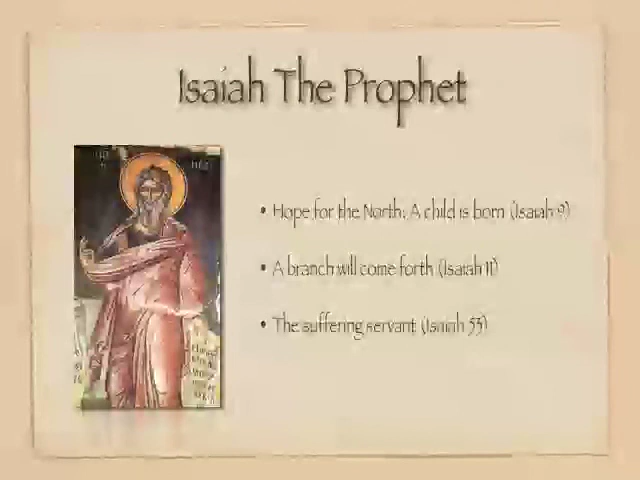 Isaiah The Prophet
• Hope for the North: A child is born (Isaiah 9)
• A branch will come forth (Isaiah 11)
• The suffering servant (Isaiah 53)